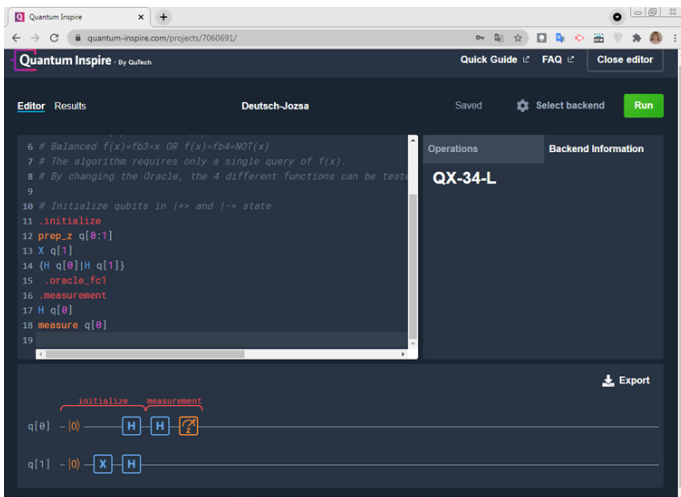 Quantum Inspire
quantum-inspire.com/projects/7060691/
Quantum Inspire - By QuTech
Quick Guide
FAQ
Close editor
Editor
Results
Deutsch-Jozsa
Saved
Select backend
Run
6 # Balanced f(x)=fb3=x OR f(x)=fb4=NOT(x)
7 # The algorithm requires only a single query of f(x).
8 # By changing the Oracle, the 4 different functions can be teste
9
10 # Initialize qubits in |+> and |-> state
11 .initialize
12 prep_z q[0:1]
13 X q[1]
14 {H q[0]|H q[1]}
15 .oracle_fc1
16 .measurement
17 H q[0]
18 measure q[0]
19
Operations
Backend Information
QX-34-L
Export
initialize measurement
q[0] |0⟩ H H z
q[1] |0⟩ X H